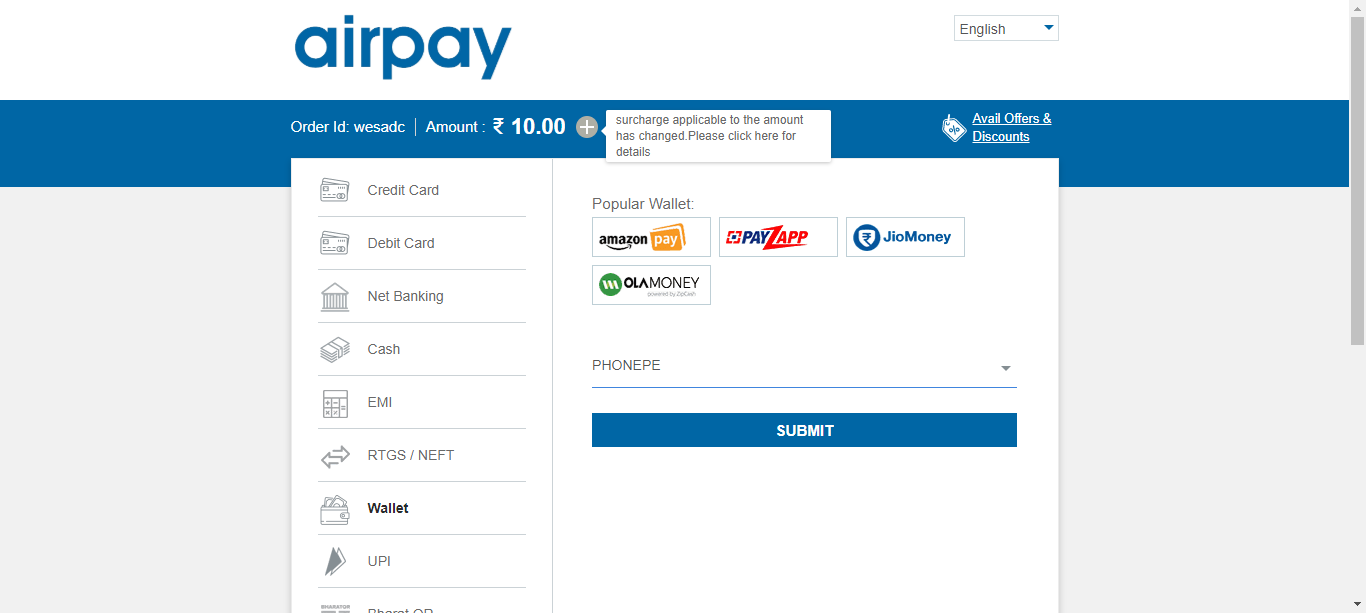 airpay
English
Order Id: wesadc
Amount : ₹ 10.00
surcharge applicable to the amount
has changed.Please click here for
details
Avail Offers &
Discounts
Credit Card
Debit Card
Net Banking
Cash
EMI
RTGS / NEFT
Wallet
UPI
BHARATQR
Bharat QR
Popular Wallet:
amazon pay
PAYZAPP
JioMoney
OLAMONEY
powered by ZipCash
PHONEPE
SUBMIT